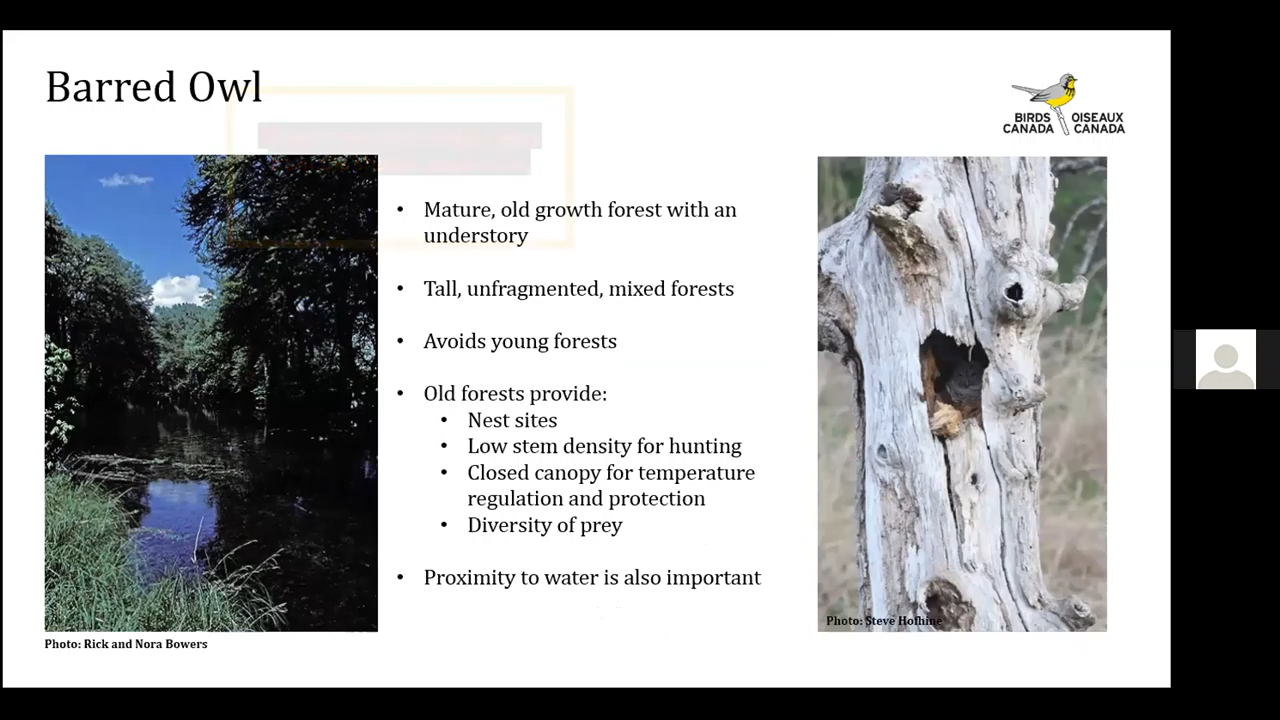 Barred Owl
BIRDS OISEAUX
CANADA CANADA
• Mature, old growth forest with an
understory
• Tall, unfragmented, mixed forests
• Avoids young forests
• Old forests provide:
• Nest sites
• Low stem density for hunting
• Closed canopy for temperature
regulation and protection
• Diversity of prey
• Proximity to water is also important
Photo: Rick and Nora Bowers
Photo: Steve